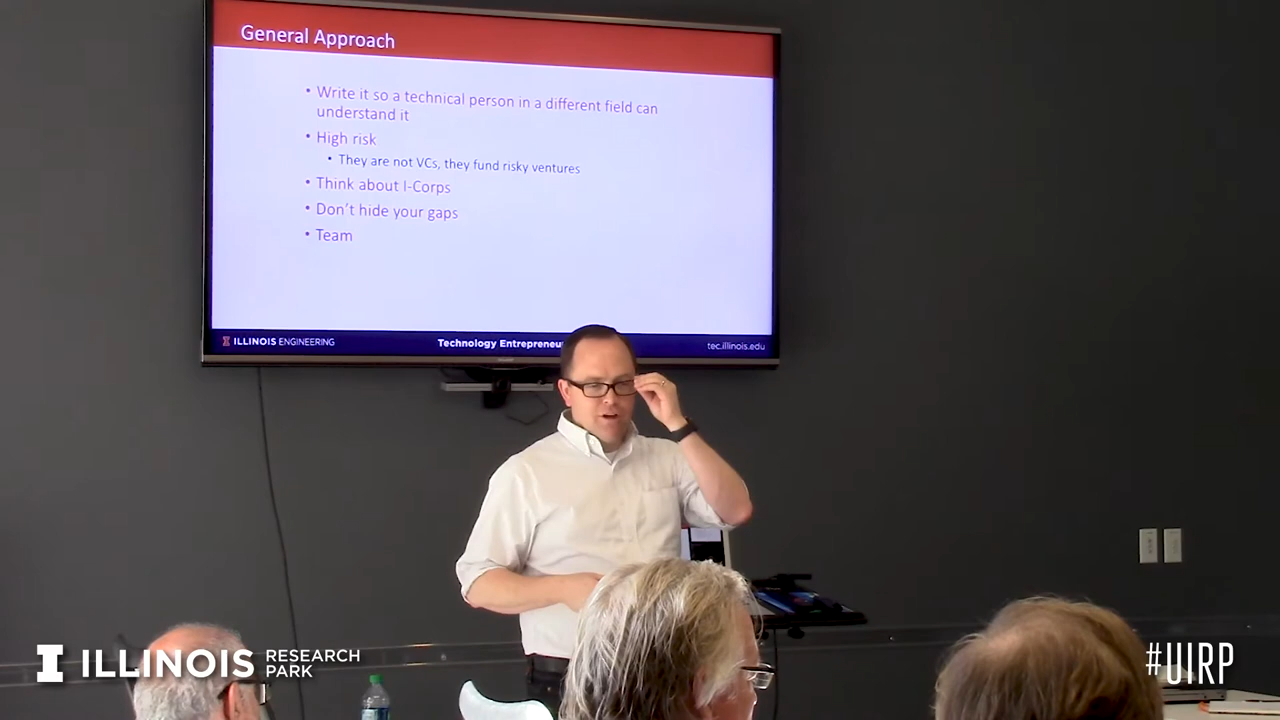 General Approach
• Write it so a technical person in a different field can
understand it
• High risk
• They are not VCs, they fund risky ventures
• Think about I-Corps
• Don't hide your gaps
• Team
I ILLINOIS ENGINEERING
Technology Entrepreneu
tec.illinois.edu
I ILLINOIS RESEARCH
PARK
#UIRP